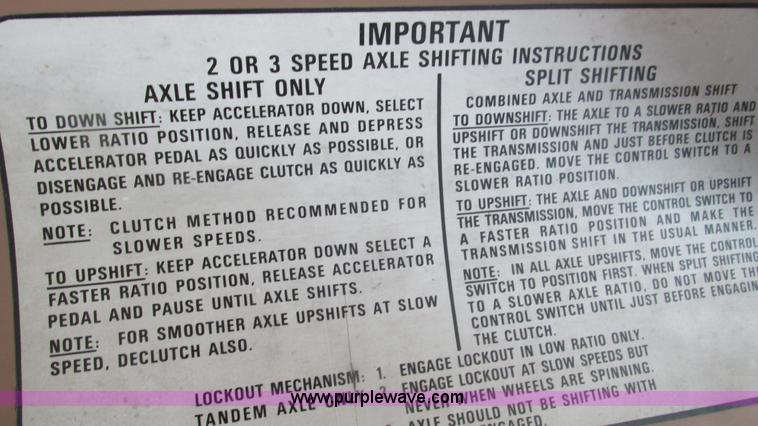 IMPORTANT
2 OR 3 SPEED AXLE SHIFTING INSTRUCTIONS
AXLE SHIFT ONLY
TO DOWN SHIFT: KEEP ACCELERATOR DOWN, SELECT
LOWER RATIO POSITION, RELEASE AND DEPRESS
ACCELERATOR PEDAL AS QUICKLY AS POSSIBLE, OR
DISENGAGE AND RE-ENGAGE CLUTCH AS QUICKLY AS
POSSIBLE.
NOTE: CLUTCH METHOD RECOMMENDED FOR
SLOWER SPEEDS.
TO UPSHIFT: KEEP ACCELERATOR DOWN SELECT A
FASTER RATIO POSITION, RELEASE ACCELERATOR
PEDAL AND PAUSE UNTIL AXLE SHIFTS.
NOTE: FOR SMOOTHER AXLE UPSHIFTS AT SLOW
SPEED, DECLUTCH ALSO.
SPLIT SHIFTING
COMBINED AXLE AND TRANSMISSION SHIFT
TO DOWNSHIFT: THE AXLE TO A SLOWER RATIO AND
UPSHIFT OR DOWNSHIFT THE TRANSMISSION, SHIFT
THE TRANSMISSION AND JUST BEFORE CLUTCH IS
RE-ENGAGED. MOVE THE CONTROL SWITCH TO A
SLOWER RATIO POSITION.
TO UPSHIFT: THE AXLE AND DOWNSHIFT OR UPSHIFT
THE TRANSMISSION, MOVE THE CONTROL SWITCH TO
A FASTER RATIO POSITION AND MAKE THE
TRANSMISSION SHIFT IN THE USUAL MANNER.
NOTE: IN ALL AXLE UPSHIFTS, MOVE THE CONTROL
SWITCH TO POSITION FIRST. WHEN SPLIT SHIFTING
TO A SLOWER AXLE RATIO, DO NOT MOVE THE
CONTROL SWITCH UNTIL JUST BEFORE ENGAGIN
THE CLUTCH.
LOCKOUT MECHANISM: 1. ENGAGE LOCKOUT IN LOW RATIO ONLY.
TANDEM AXLE 2. ENGAGE LOCKOUT AT SLOW SPEEDS BUT
NEVER WHEN WHEELS ARE SPINNING.
AXLE SHOULD NOT BE SHIFTING WITH
www.purplewave.com